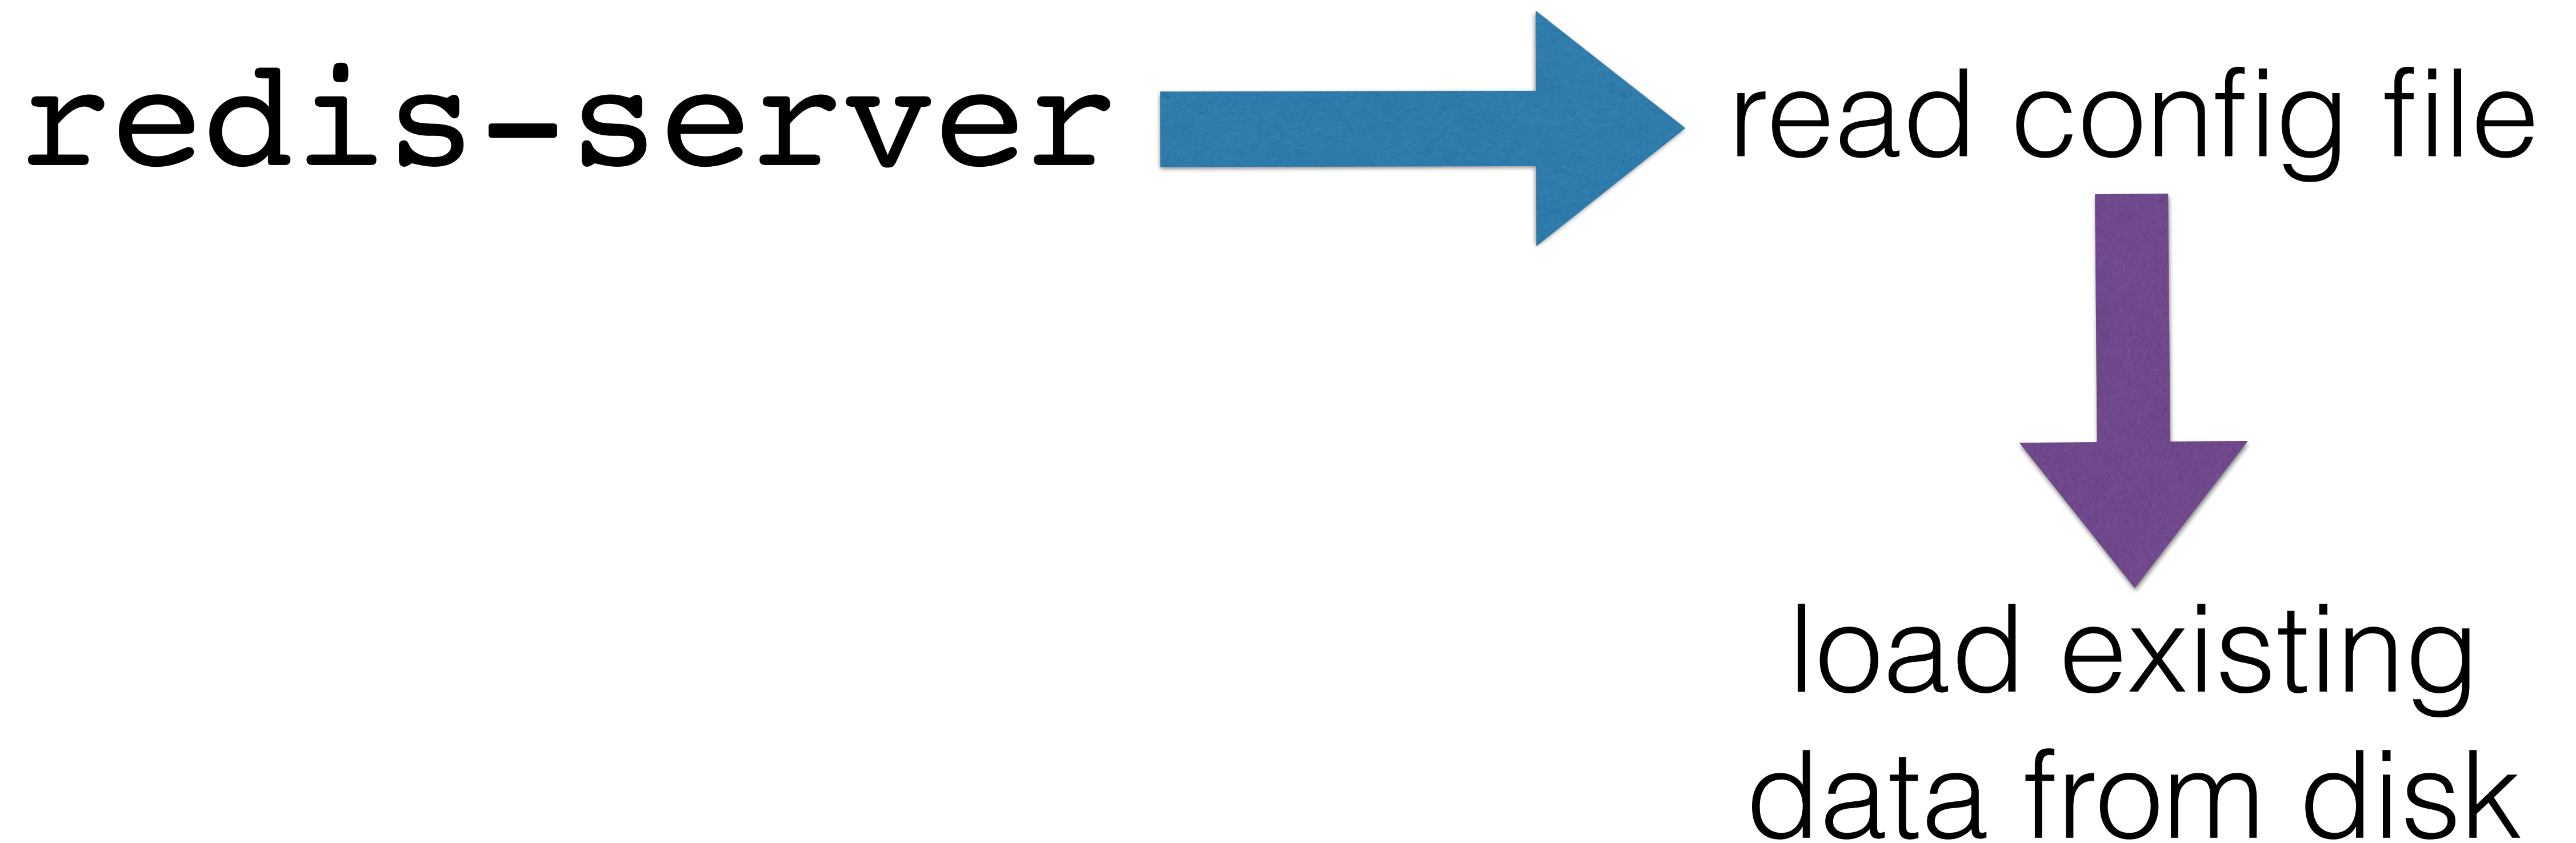 redis-server
read config file
load existing
data from disk